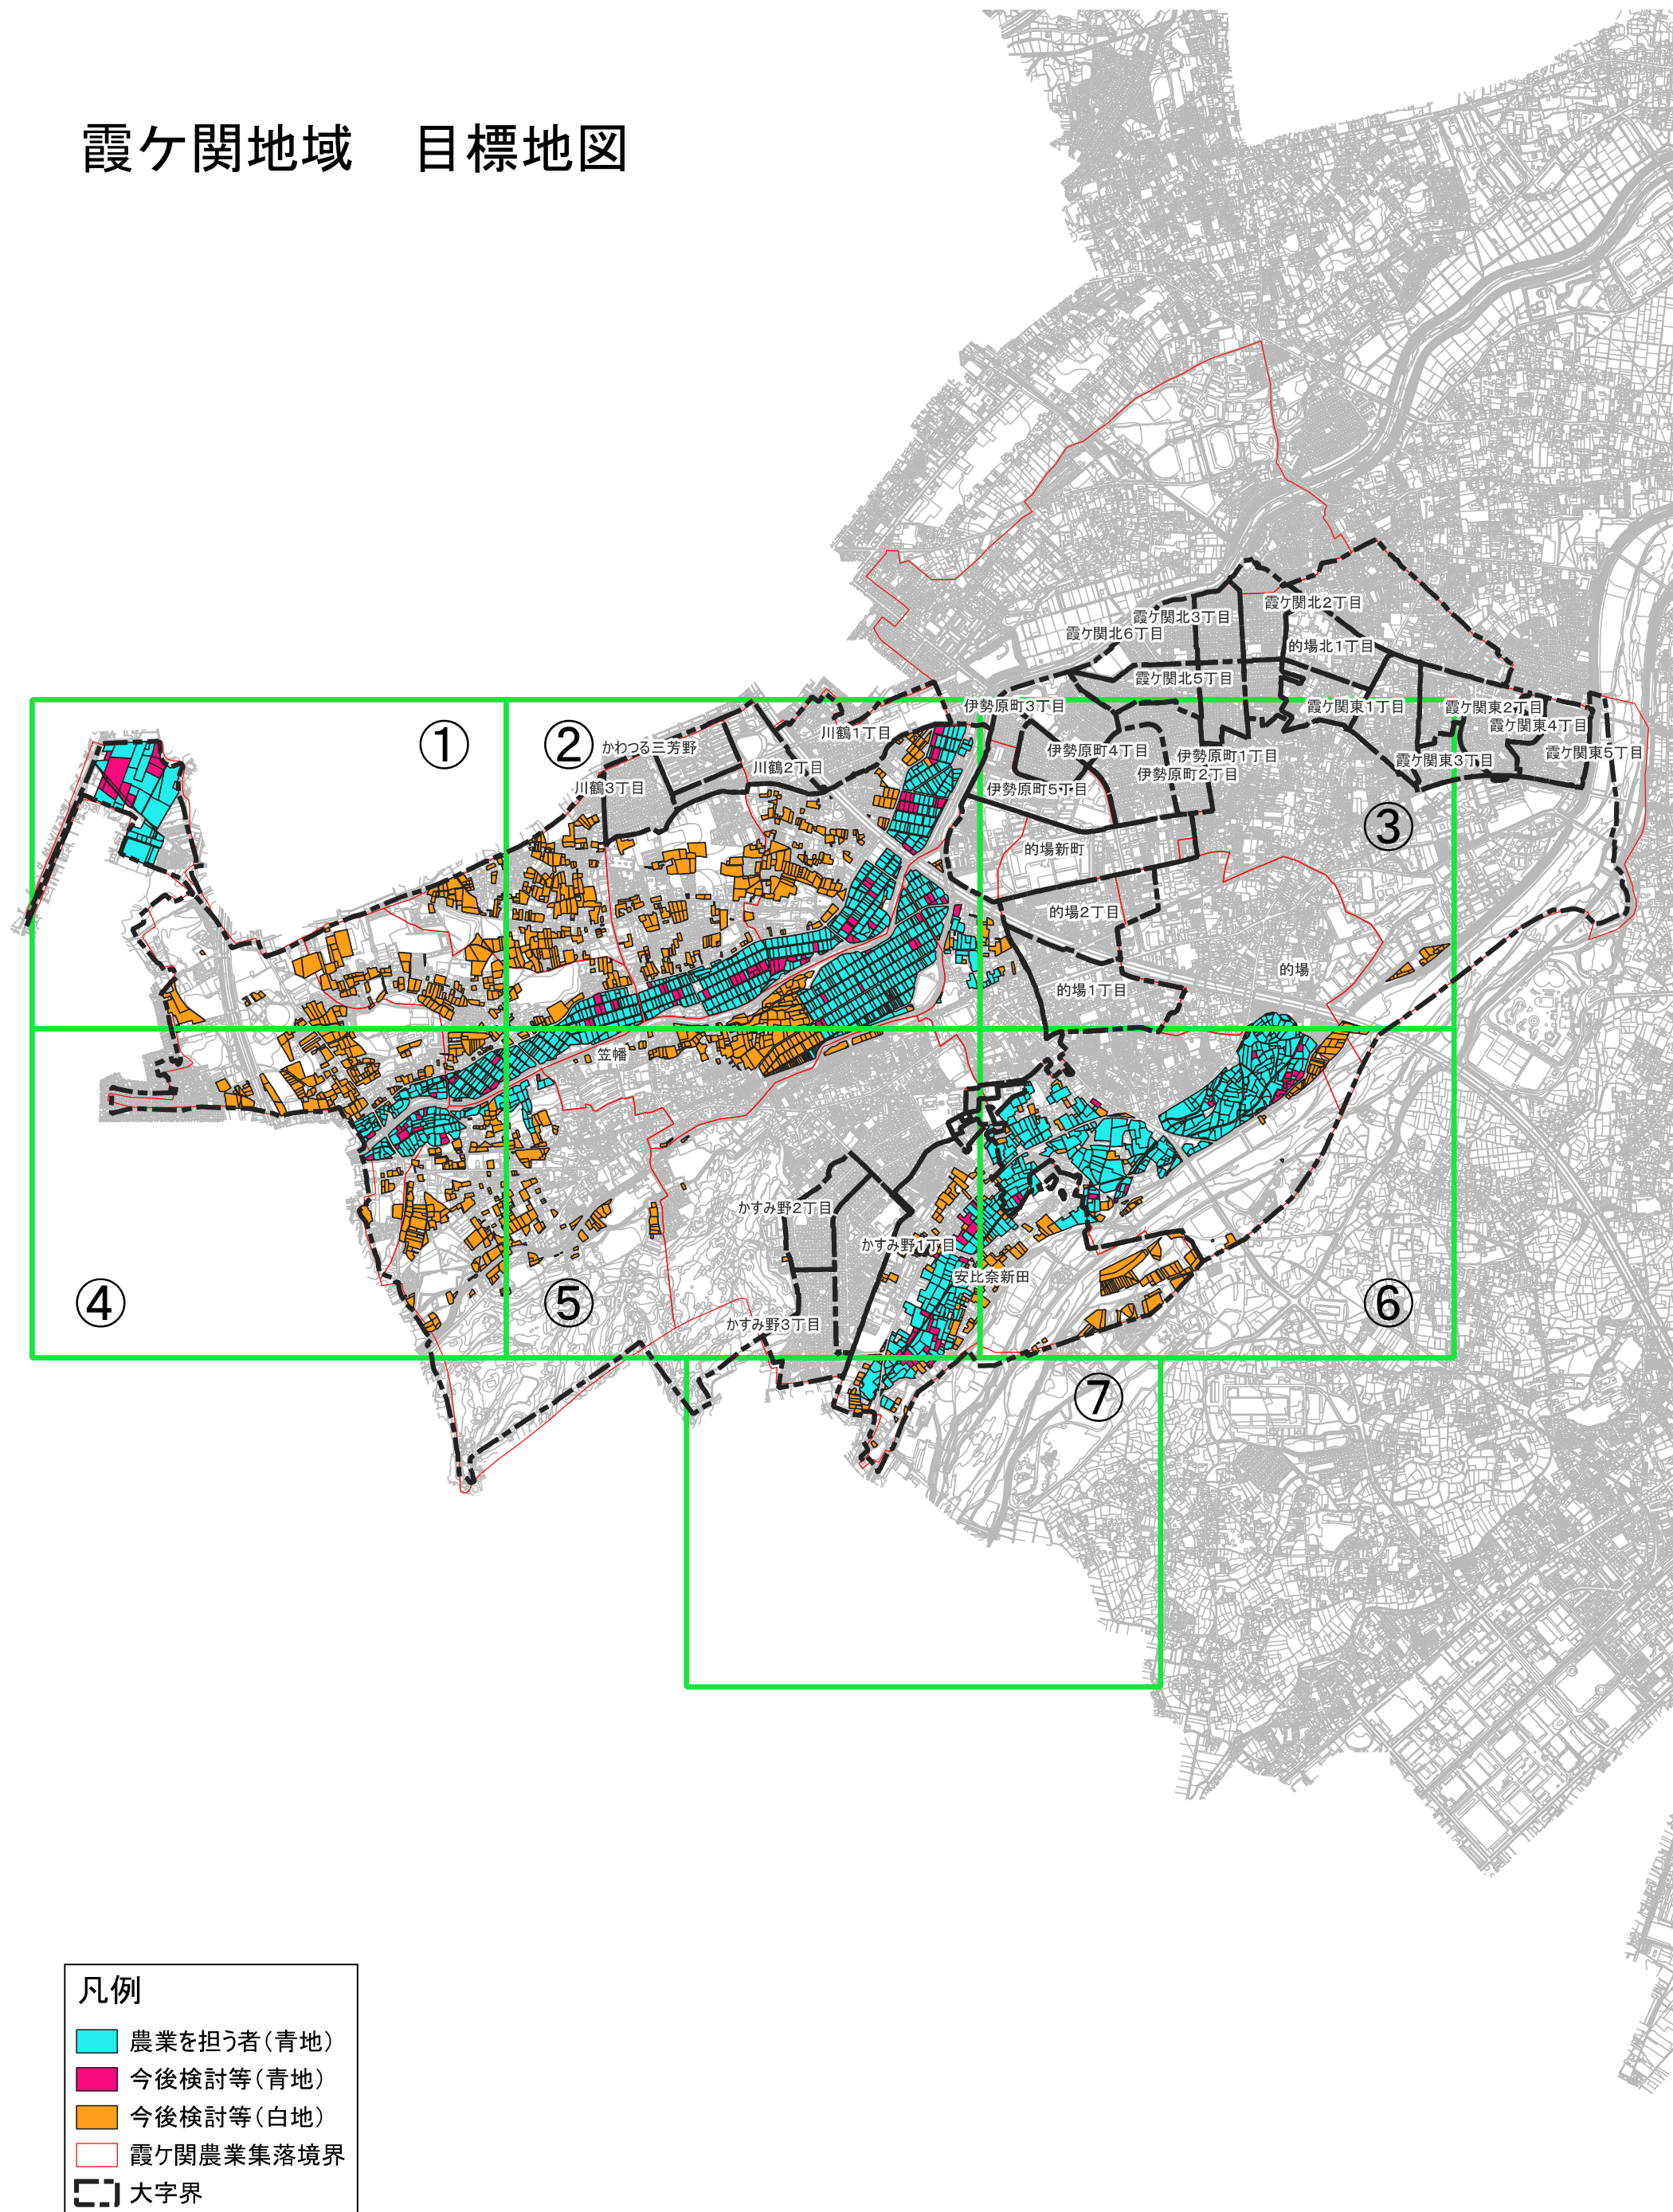 霞ケ関地域　目標地図
霞ケ関北2丁目
霞ケ関北3丁目
霞ケ関北6丁目
的場北1丁目
霞ケ関北5丁目
伊勢原町3丁目
霞ケ関東1丁目
霞ケ関東2丁目
霞ケ関東4丁目
霞ケ関東5丁目
霞ケ関東3丁目
①
②
かわつる三芳野
川鶴1丁目
川鶴2丁目
川鶴3丁目
伊勢原町4丁目
伊勢原町1丁目
伊勢原町2丁目
伊勢原町5丁目
③
的場新町
的場2丁目
的場
的場1丁目
笠幡
かすみ野2丁目
かすみ野1丁目
安比奈新田
④
⑤
⑥
かすみ野3丁目
⑦
凡例
農業を担う者（青地）
今後検討等（青地）
今後検討等（白地）
霞ケ関農業集落境界
大字界